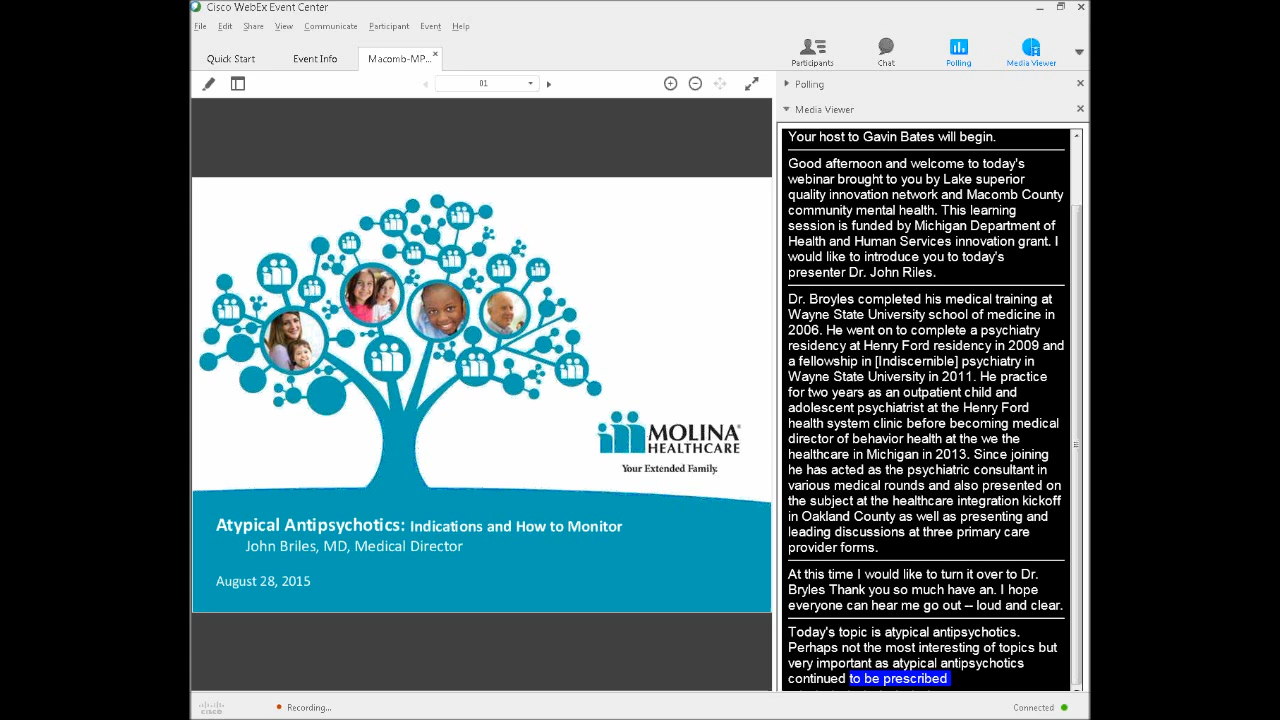 Cisco WebEx Event Center
File Edit Share View Communicate Participant Event Help
Quick Start Event Info Macomb-MP...
Participants Chat Polling Media Viewer
01
Polling
Media Viewer
MOLINA
HEALTHCARE
Your Extended Family.
Atypical Antipsychotics: Indications and How to Monitor
John Briles, MD, Medical Director
August 28, 2015
Your host to Gavin Bates will begin.
Good afternoon and welcome to today's
webinar brought to you by Lake superior
quality innovation network and Macomb County
community mental health. This learning
session is funded by Michigan Department of
Health and Human Services innovation grant. I
would like to introduce you to today's
presenter Dr. John Riles.
Dr. Broyles completed his medical training at
Wayne State University school of medicine in
2006. He went on to complete a psychiatry
residency at Henry Ford residency in 2009 and
a fellowship in [Indiscernible] psychiatry in
Wayne State University in 2011. He practice
for two years as an outpatient child and
adolescent psychiatrist at the Henry Ford
health system clinic before becoming medical
director of behavior health at the we the
healthcare in Michigan in 2013. Since joining
he has acted as the psychiatric consultant in
various medical rounds and also presented on
the subject at the healthcare integration kickoff
in Oakland County as well as presenting and
leading discussions at three primary care
provider forms.
At this time I would like to turn it over to Dr.
Bryles Thank you so much have an. I hope
everyone can hear me go out -- loud and clear.
Today's topic is atypical antipsychotics.
Perhaps not the most interesting of topics but
very important as atypical antipsychotics
continued to be prescribed
cisco
Recording...
Connected